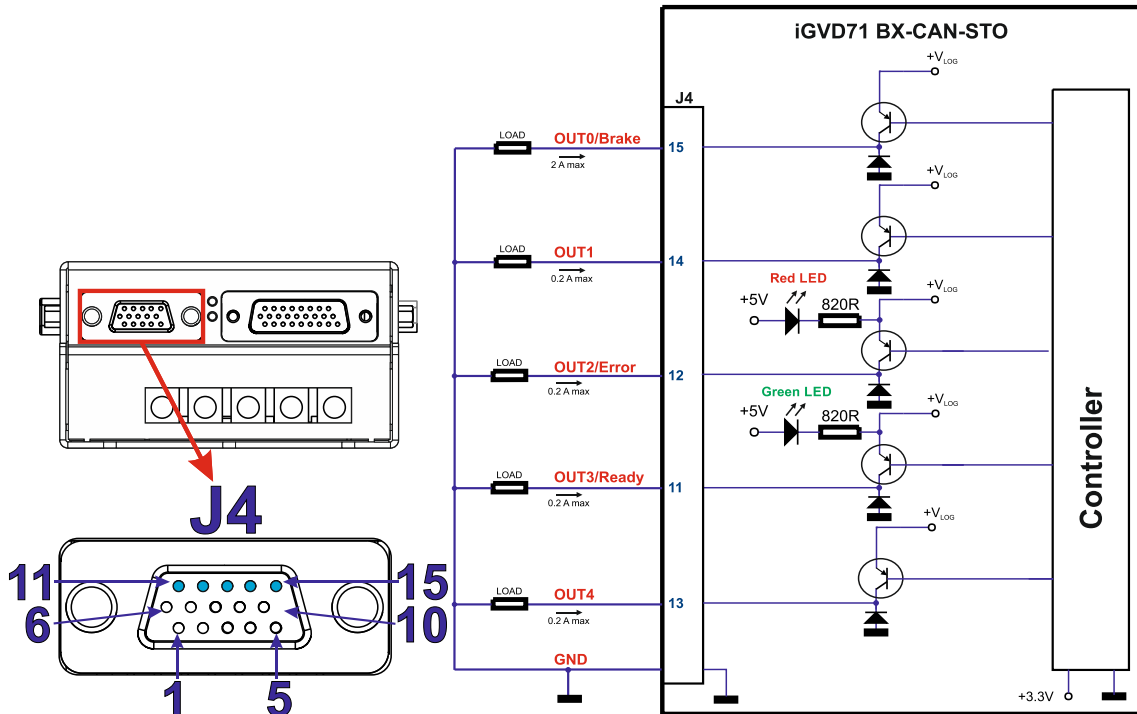 iGVD71 BX-CAN-STO
J4
+VLOG
LOAD
OUT0/Brake
2 A max
15
+VLOG
LOAD
OUT1
0.2 A max
14
Red LED
+5V
820R
+VLOG
LOAD
OUT2/Error
0.2 A max
12
Green LED
+5V
820R
+VLOG
LOAD
OUT3/Ready
0.2 A max
11
+VLOG
LOAD
OUT4
0.2 A max
13
GND
Controller
+3.3V
J4
11
15
6
10
1
5